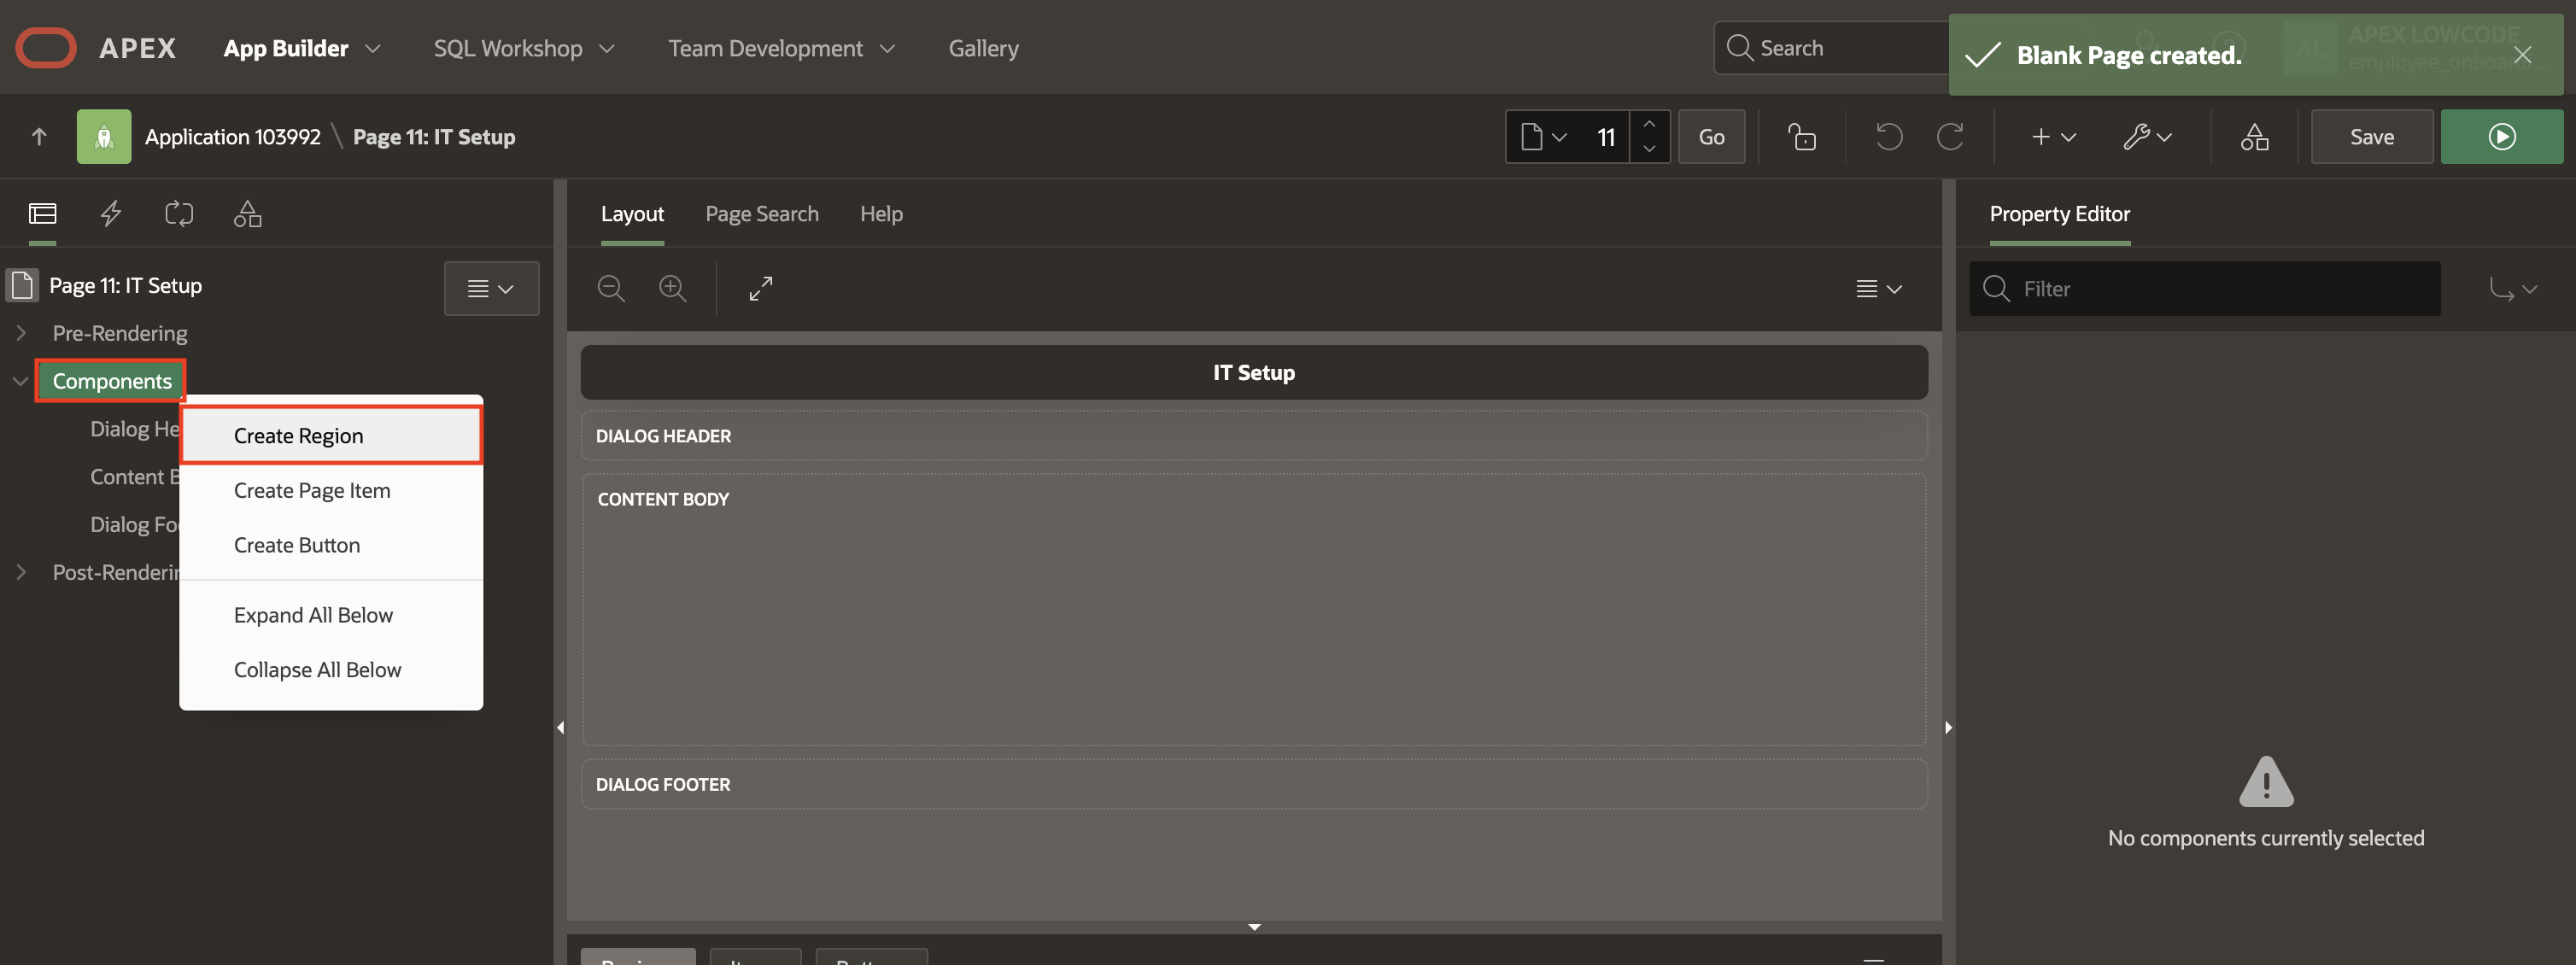 APEX
App Builder
SQL Workshop
Team Development
Gallery
Search
Blank Page created.
APEX LOWCODE
Application 103992 \ Page 11: IT Setup
11
Go
Save
Layout
Page Search
Help
Property Editor
Page 11: IT Setup
Filter
Pre-Rendering
Components
IT Setup
Dialog He
Create Region
DIALOG HEADER
Content B
Create Page Item
CONTENT BODY
Dialog Fo
Create Button
Post-Renderin
Expand All Below
Collapse All Below
DIALOG FOOTER
No components currently selected